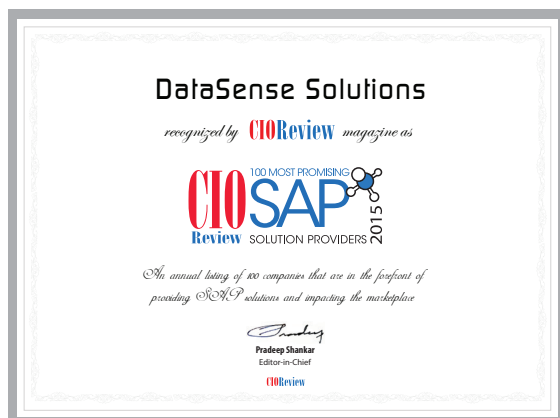 DataSense Solutions
recognized by CIOReview magazine as
100 MOST PROMISING
CIO SAP 2015
Review SOLUTION PROVIDERS
An annual listing of 100 companies that are in the forefront of
providing SAP solutions and impacting the marketplace
Pradeep
Pradeep Shankar
Editor-in-Chief
CIOReview